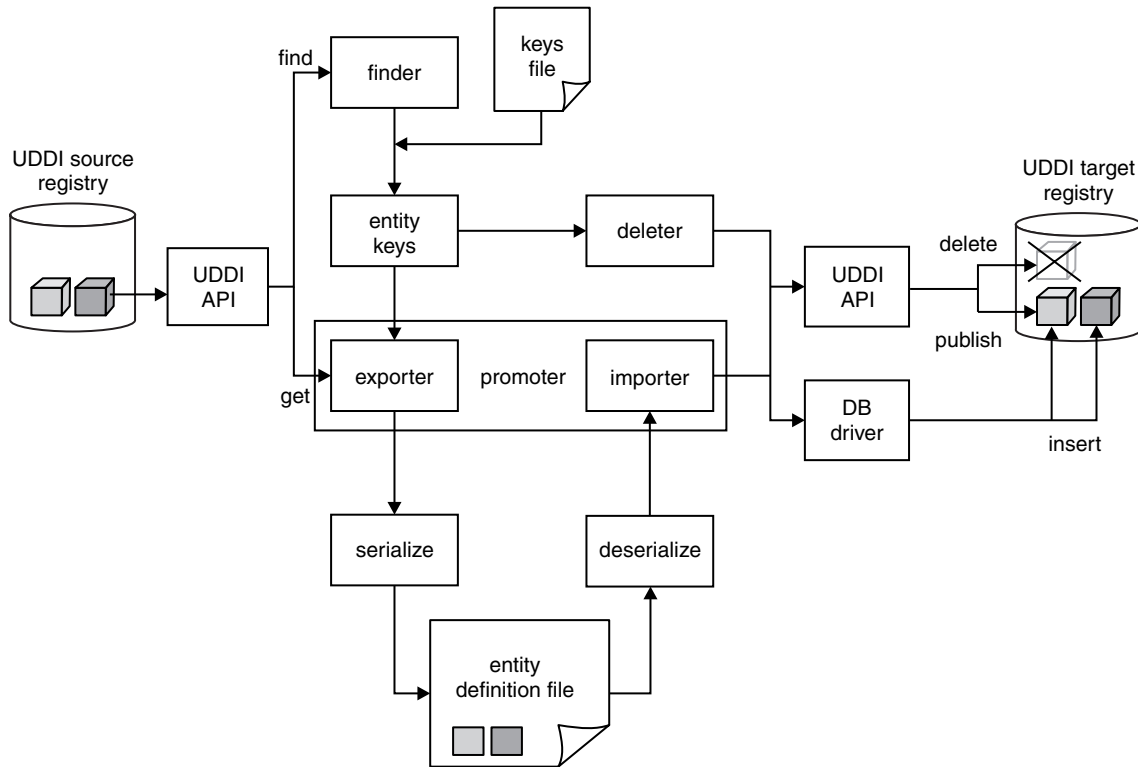 find
finder
keys
file
UDDI source
registry
UDDI target
registry
entity
keys
deleter
delete
UDDI
API
UDDI
API
publish
get
exporter
promoter
importer
DB
driver
insert
serialize
deserialize
entity
definition file